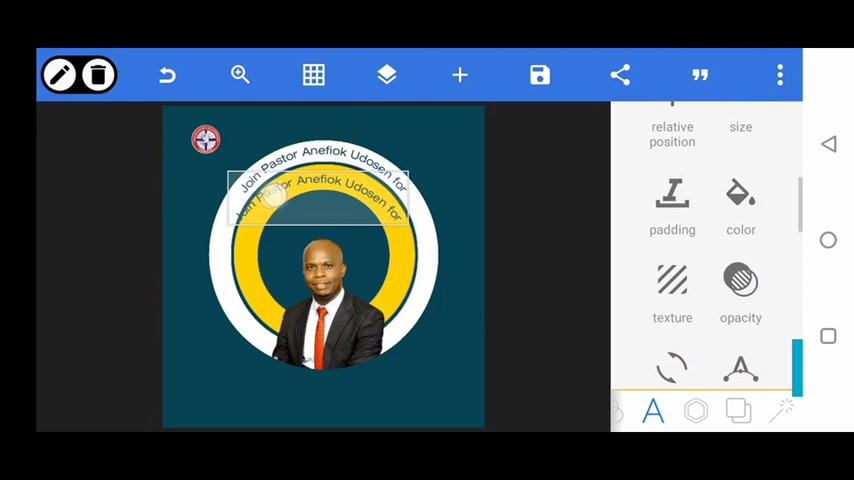 Join Pastor Anefiok Udosen for
Join Pastor Anefiok Udosen for
relative
position
size
padding
color
texture
opacity